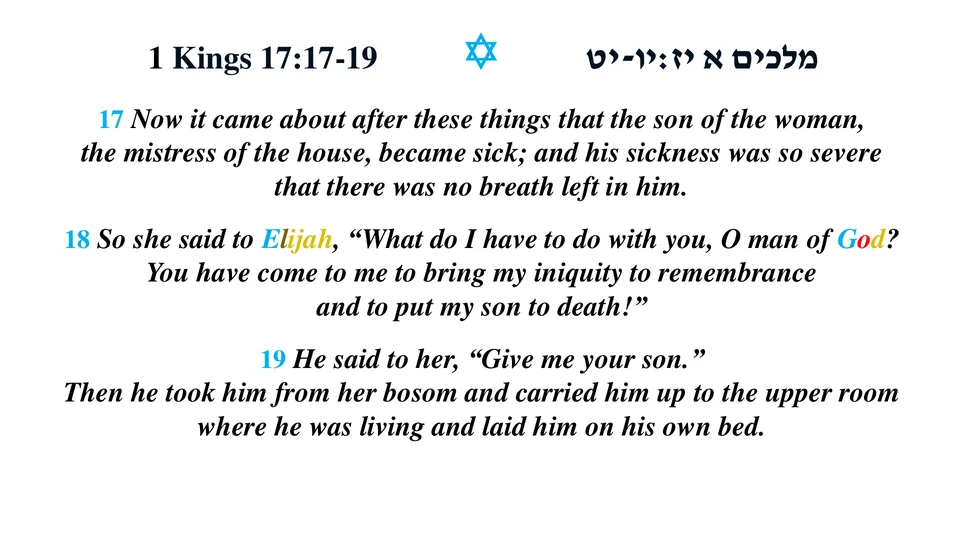 1 Kings 17:17-19
מלכים א יז:יו-יט
17 Now it came about after these things that the son of the woman,
the mistress of the house, became sick; and his sickness was so severe
that there was no breath left in him.
18 So she said to Elijah, “What do I have to do with you, O man of God?
You have come to me to bring my iniquity to remembrance
and to put my son to death!”
19 He said to her, “Give me your son.”
Then he took him from her bosom and carried him up to the upper room
where he was living and laid him on his own bed.